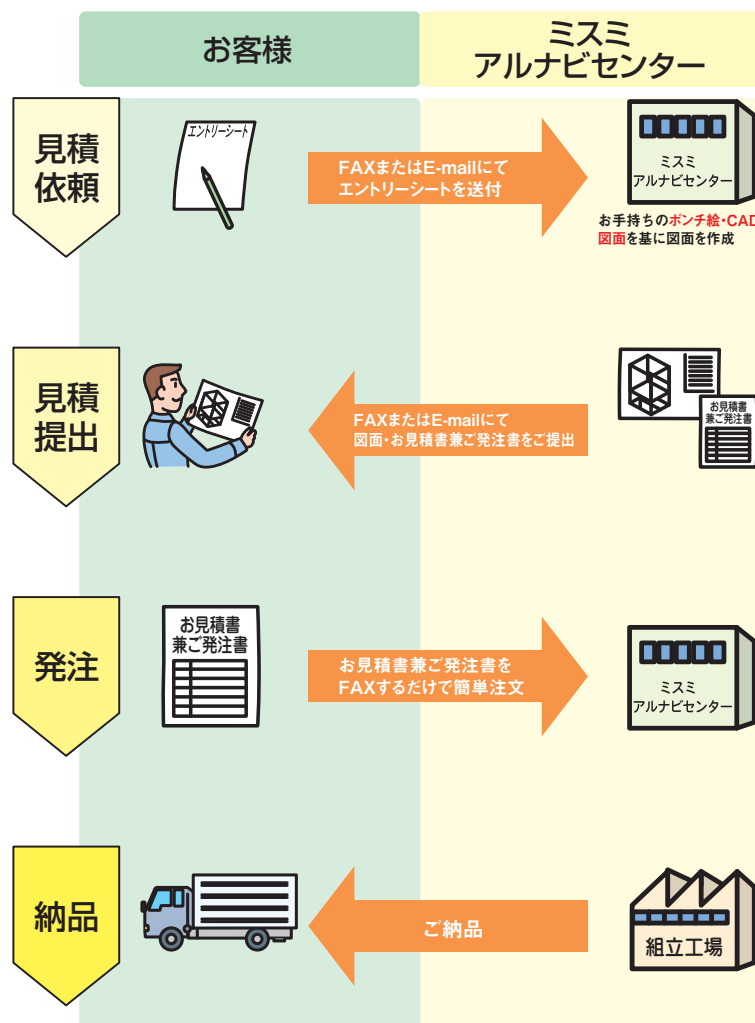 お客様
ミスミ
アルナビセンター
見積
依頼
エントリーシート
FAXまたはE-mailにて
エントリーシートを送付
ミスミ
アルナビセンター
お手持ちのポンチ絵・CAD
図面を基に図面を作成
見積
提出
FAXまたはE-mailにて
図面・お見積書兼ご発注書をご提出
お見積書
兼ご発注書
発注
お見積書
兼ご発注書
お見積書兼ご発注書を
FAXするだけで簡単注文
ミスミ
アルナビセンター
納品
ご納品
組立工場